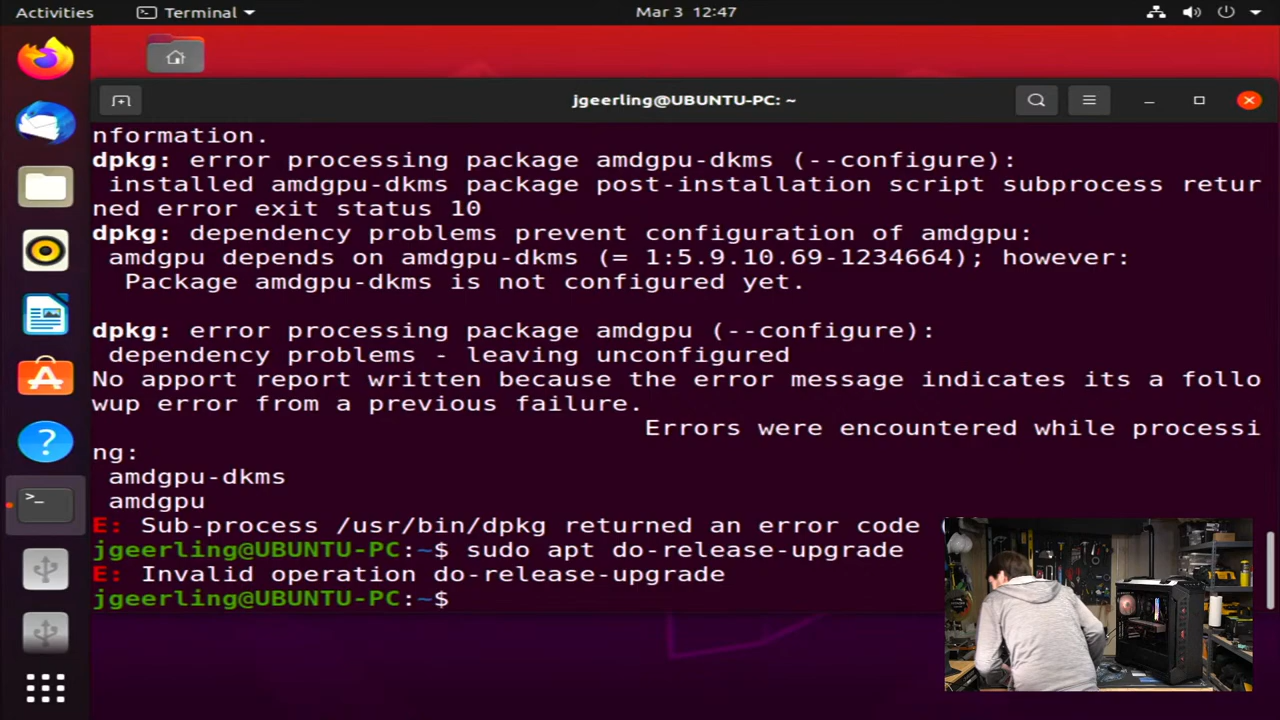 Activities
Terminal
Mar 3 12:47
jgeerling@UBUNTU-PC: ~
nformation.
dpkg: error processing package amdgpu-dkms (--configure):
installed amdgpu-dkms package post-installation script subprocess retur
ned error exit status 10
dpkg: dependency problems prevent configuration of amdgpu:
amdgpu depends on amdgpu-dkms (= 1:5.9.10.69-1234664); however:
Package amdgpu-dkms is not configured yet.
dpkg: error processing package amdgpu (--configure):
dependency problems - leaving unconfigured
No apport report written because the error message indicates its a follo
wup error from a previous failure.
Errors were encountered while processi
ng:
amdgpu-dkms
amdgpu
E: Sub-process /usr/bin/dpkg returned an error code (
jgeerling@UBUNTU-PC:~$ sudo apt do-release-upgrade
E: Invalid operation do-release-upgrade
jgeerling@UBUNTU-PC:~$